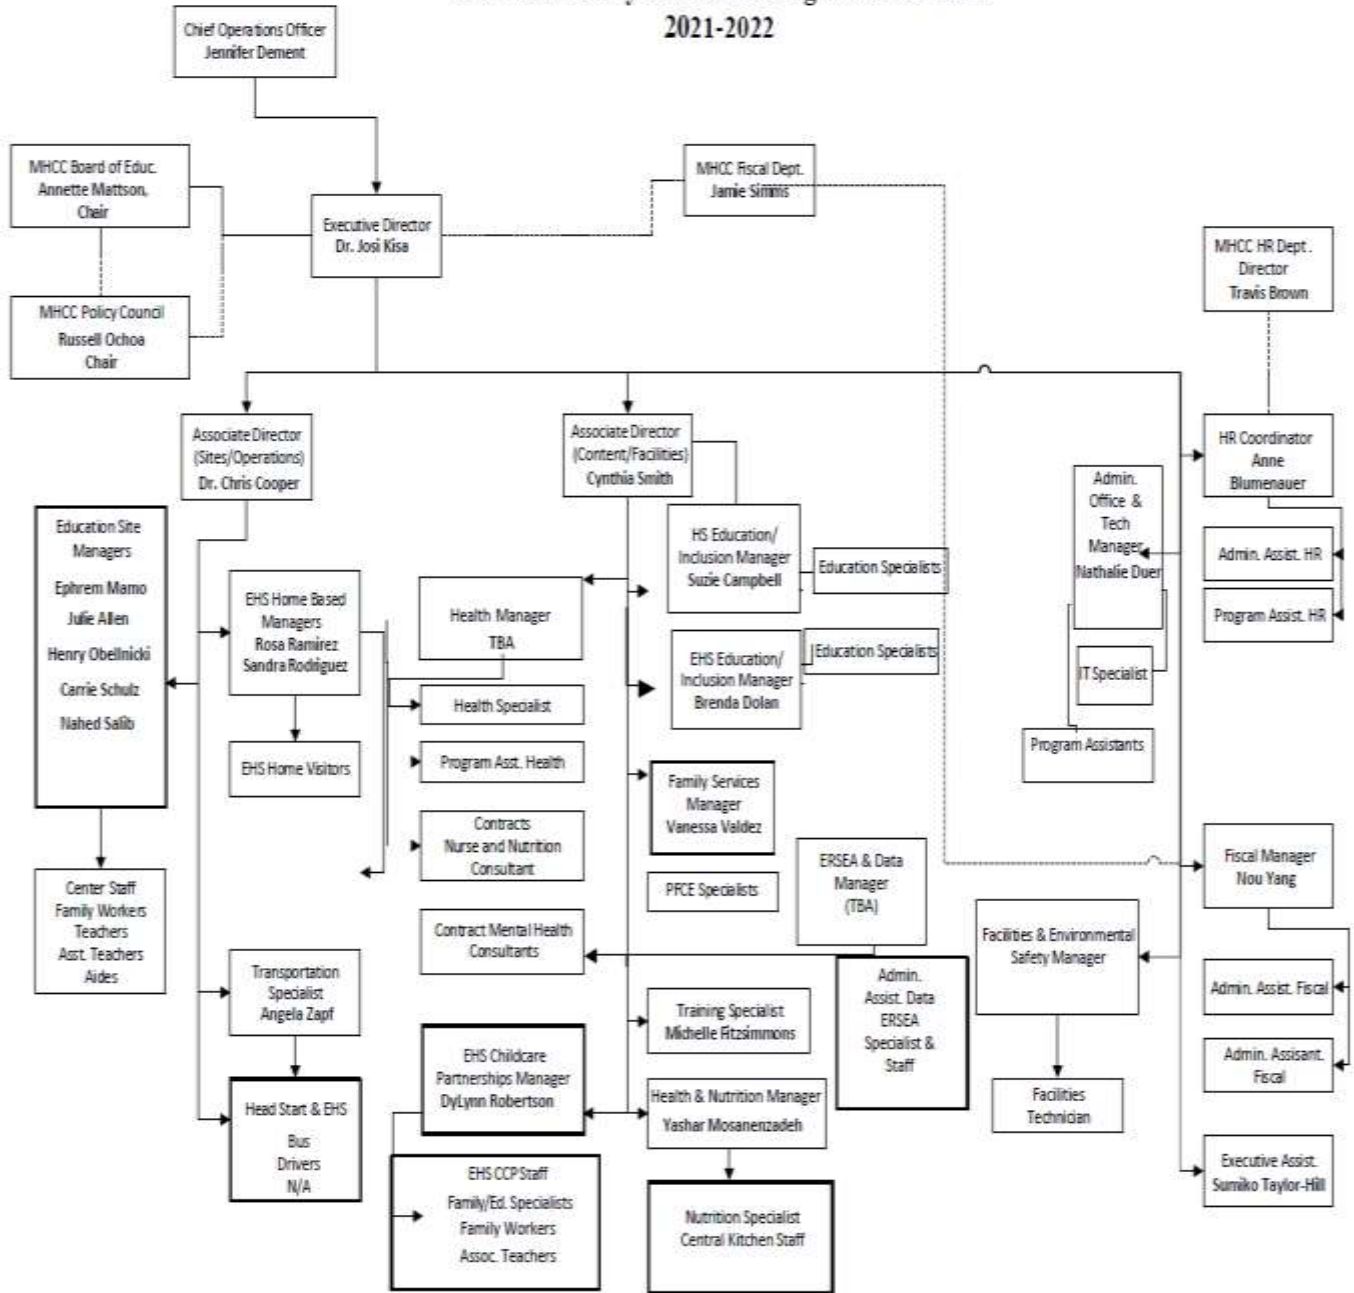 2021-2022
Chief Operations Officer
Jennifer Dement
MHCC Board of Educ.
Annette Mattson,
Chair
MHCC Fiscal Dept.
Jamie Simms
Executive Director
Dr. Josi Kisa
MHCC HR Dept.
Director
Travis Brown
MHCC Policy Council
Russell Ochoa
Chair
Associate Director
(Sites/Operations)
Dr. Chris Cooper
Associate Director
(Content/Facilities)
Cynthia Smith
HR Coordinator
Anne
Blumenauer
Admin.
Office &
Tech
Manager
Nathalie Duer
Education Site
Managers
Ephrem Mamo
Julie Allen
Henry Obellnicki
Carrie Schulz
Nahed Salib
HS Education/
Inclusion Manager
Suzie Campbell
Education Specialists
Admin. Assist. HR
Program Assist. HR
EHS Home Based
Managers
Rosa Ramirez
Sandra Rodriguez
Health Manager
TBA
EHS Education/
Inclusion Manager
Brenda Dolan
Education Specialists
IT Specialist
Health Specialist
Program Assistants
EHS Home Visitors
Program Asst. Health
Family Services
Manager
Vanessa Valdez
Contracts
Nurse and Nutrition
Consultant
ERSEA & Data
Manager
(TBA)
Fiscal Manager
Nou Yang
Center Staff
Family Workers
Teachers
Asst. Teachers
Aides
PFCE Specialists
Contract Mental Health
Consultants
Facilities & Environmental
Safety Manager
Transportation
Specialist
Angela Zapf
Admin.
Assist. Data
ERSEA
Specialist &
Staff
Admin. Assist. Fiscal
Training Specialist
Michelle Fitzsimmons
EHS Childcare
Partnerships Manager
DyLynn Robertson
Admin. Assisant.
Fiscal
Head Start & EHS
Bus
Drivers
N/A
Health & Nutrition Manager
Yashar Mosanenzadeh
Facilities
Technician
EHS CCP Staff
Family/Ed. Specialists
Family Workers
Assoc. Teachers
Executive Assist.
Sumiko Taylor-Hill
Nutrition Specialist
Central Kitchen Staff